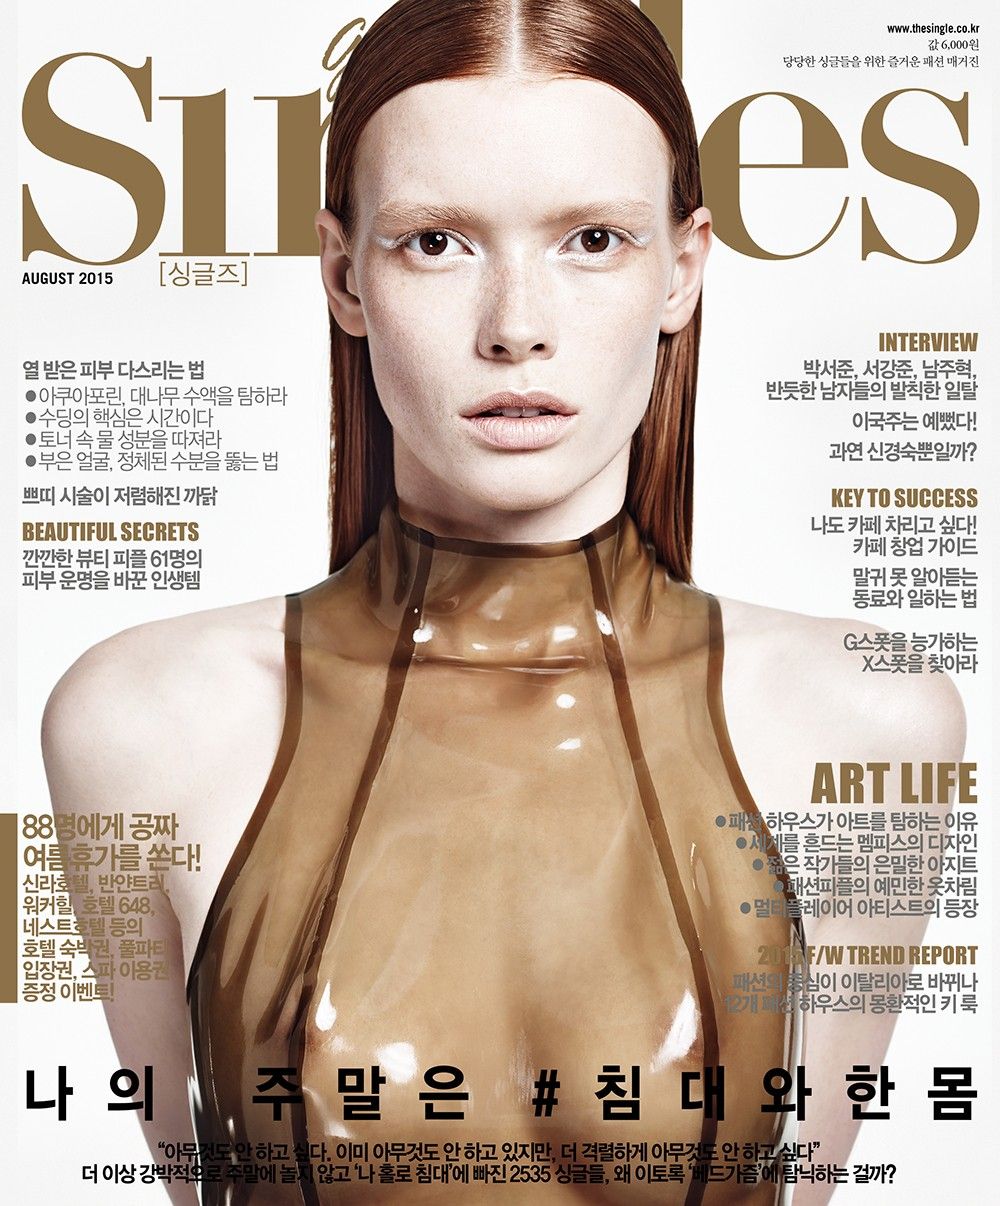 www.thesingle.co.kr
값 6,000원
당당한 싱글들을 위한 즐거운 패션 매거진
AUGUST 2015
[싱글즈]
열 받은 피부 다스리는 법
●아쿠아포린, 대나무 수액을 탐하라
●수딩의 핵심은 시간이다
●토너 속 물 성분을 따져라
●부은 얼굴, 정체된 수분을 뚫는 법
쁘띠 시술이 저렴해진 까닭
BEAUTIFUL SECRETS
깐깐한 뷰티 피플 61명의
피부 운명을 바꾼 인생템
88명에게 공짜
여름휴가를 쏜다!
신라호텔, 반얀트리,
워커힐, 호텔 648,
네스트호텔 등의
호텔 숙박권, 풀파티
입장권, 스파 이용권
증정 이벤트!
INTERVIEW
박서준, 서강준, 남주혁,
반듯한 남자들의 발칙한 일탈
이국주는 예뻤다!
과연 신경숙뿐일까?
KEY TO SUCCESS
나도 카페 차리고 싶다!
카페 창업 가이드
말귀 못 알아듣는
동료와 일하는 법
G스폿을 능가하는
X스폿을 찾아라
ART LIFE
●패션 하우스가 아트를 탐하는 이유
●세계를 흔드는 멤피스의 디자인
●젊은 작가들의 은밀한 아지트
●패션피플의 예민한 옷차림
●멀티플레이어 아티스트의 등장
2015 F/W TREND REPORT
패션의 중심이 이탈리아로 바뀌나
12개 패션 하우스의 몽환적인 키 룩
나의 주말은 #침대와한몸
“아무것도 안 하고 싶다. 이미 아무것도 안 하고 있지만, 더 격렬하게 아무것도 안 하고 싶다”
더 이상 강박적으로 주말에 놀지 않고 ‘나 홀로 침대’에 빠진 2535 싱글들, 왜 이토록 ‘베드가즘’에 탐닉하는 걸까?